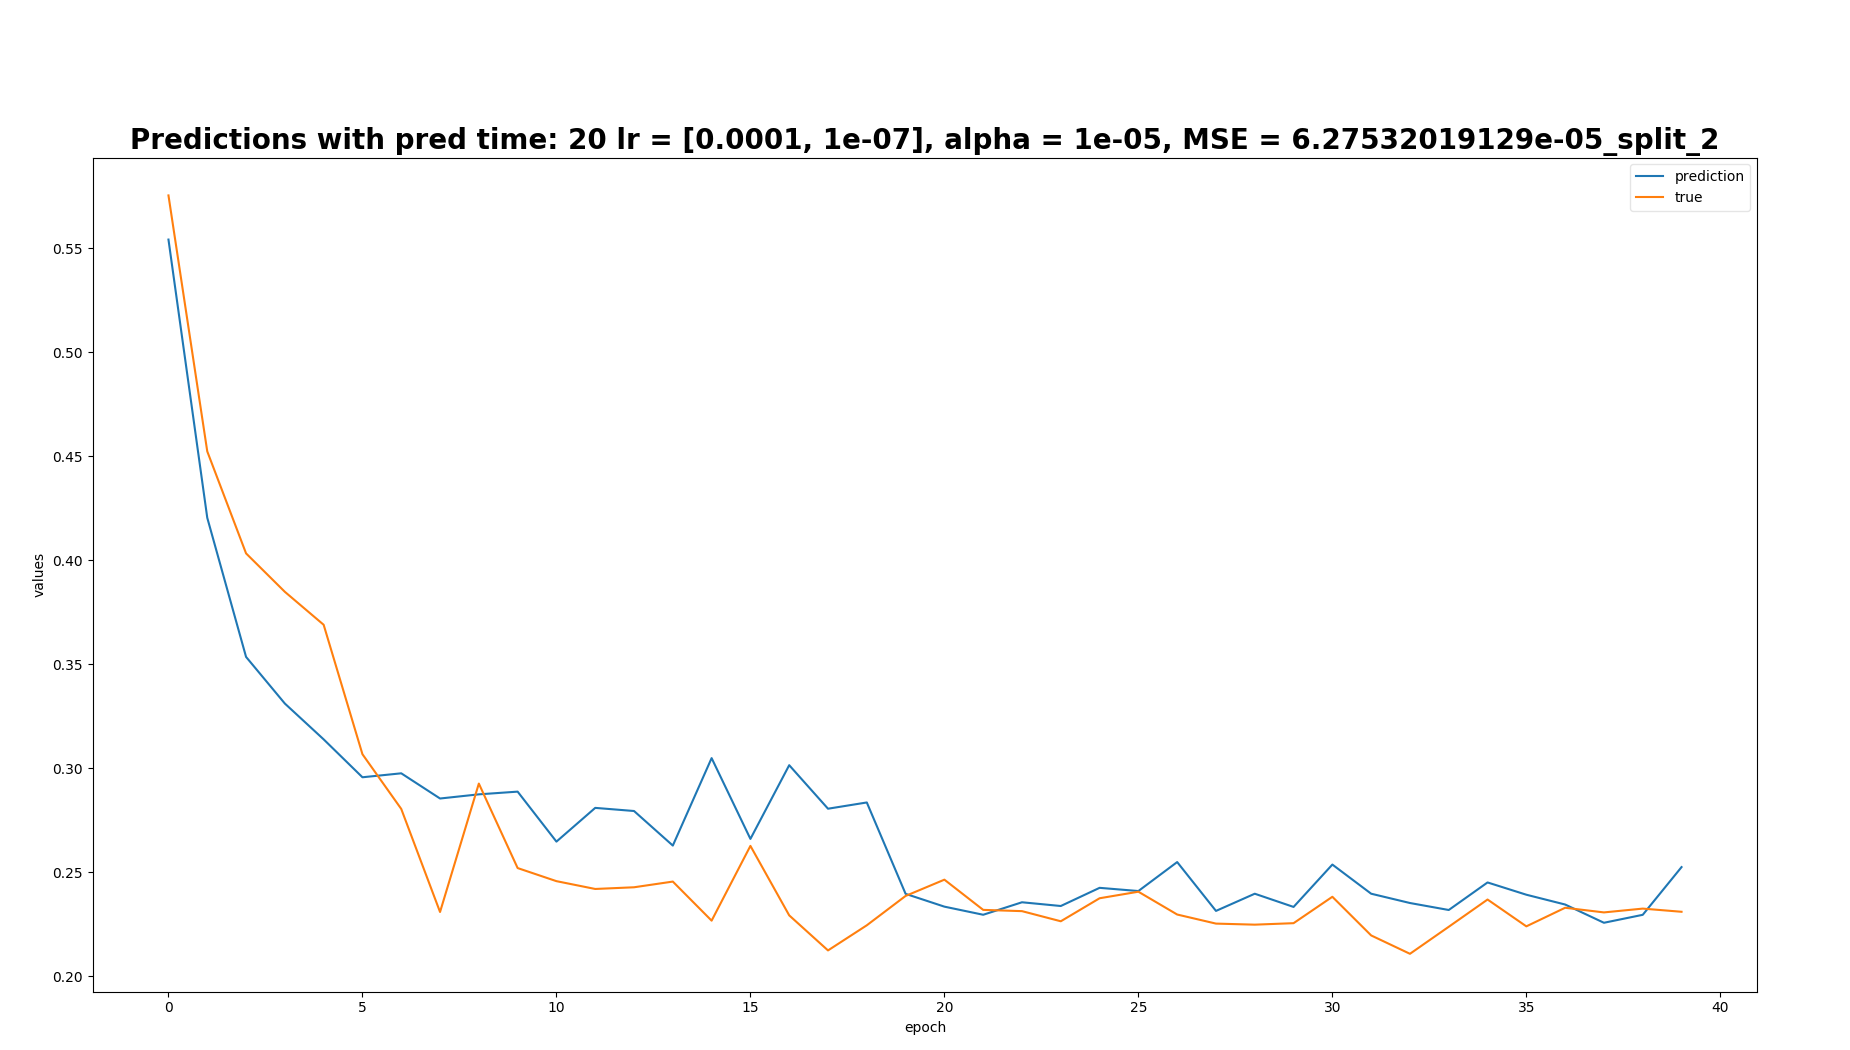 Predictions with pred time: 20 lr = [0.0001, 1e-07], alpha = 1e-05, MSE = 6.27532019129e-05_split_2
prediction
true
0.55
0.50
0.45
0.40
0.35
0.30
0.25
0.20
values
0 5 10 15 20 25 30 35 40
epoch